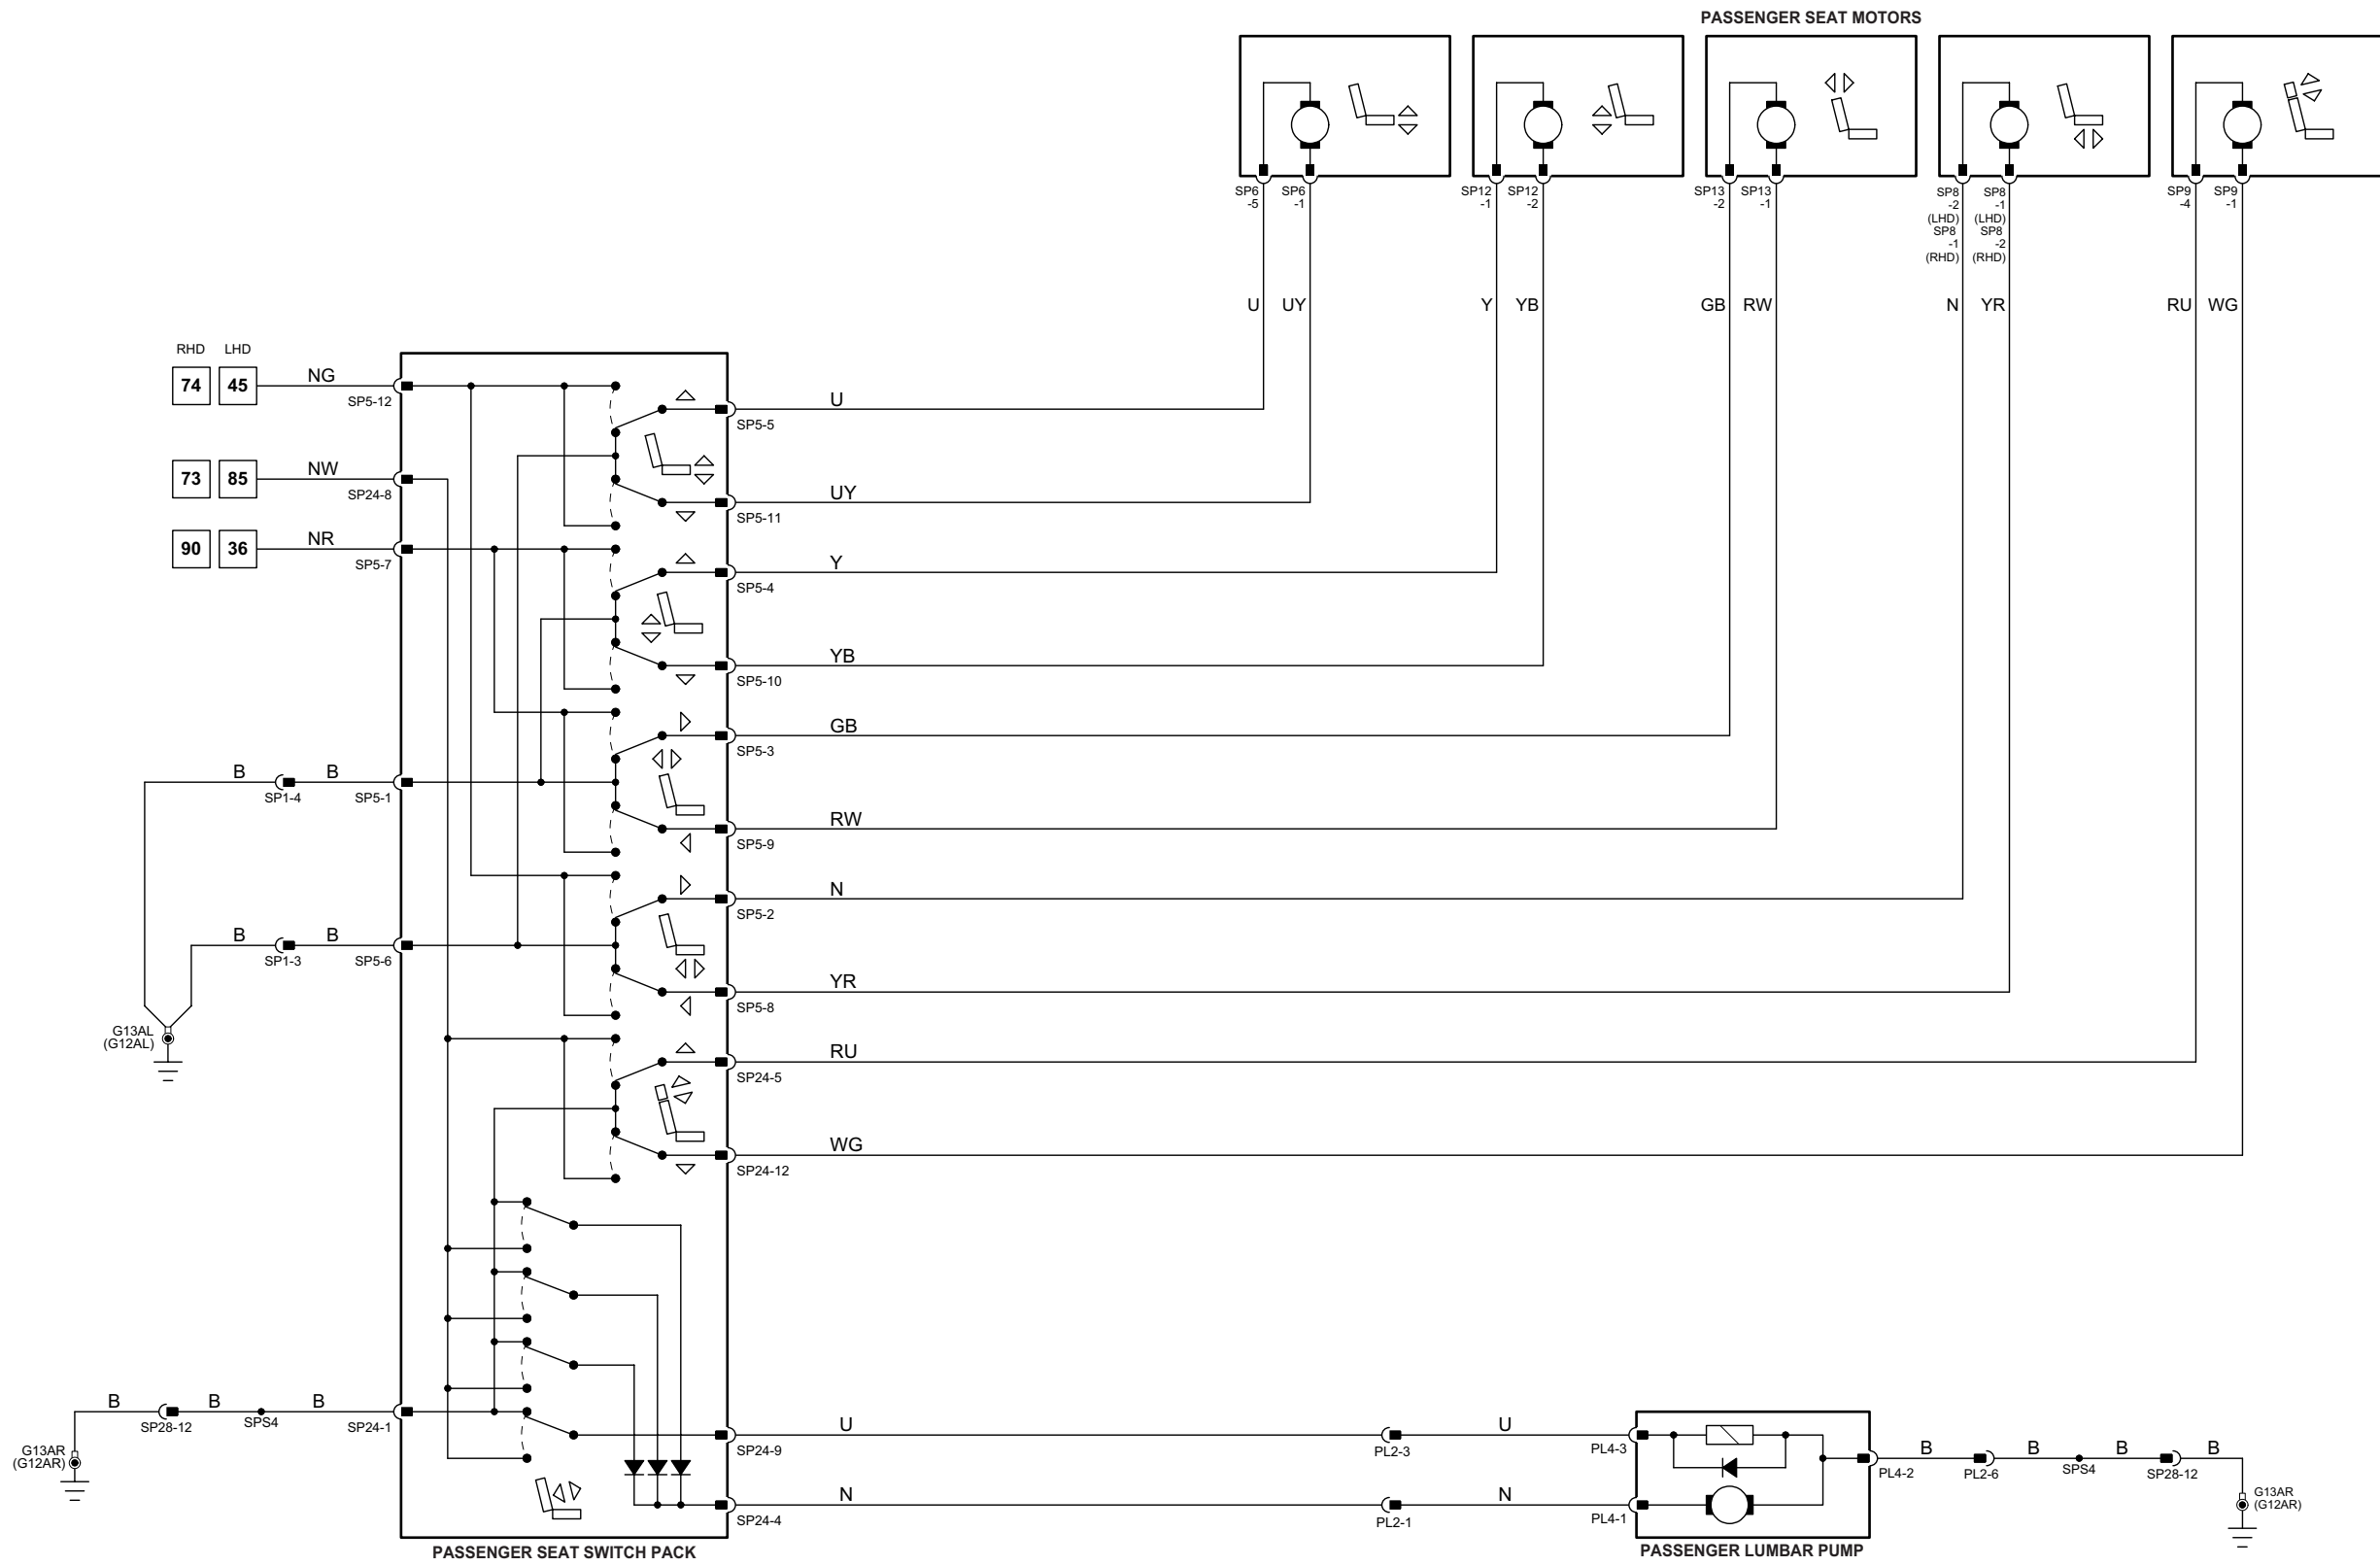 PASSENGER SEAT MOTORS
SP6
-5
SP6
-1
SP12
-1
SP12
-2
SP13
-2
SP13
-1
SP8
-2
(LHD)
SP8
-1
(RHD)
SP8
-1
(LHD)
SP8
-2
(RHD)
SP9
-4
SP9
-1
U UY Y YB GB RW N YR RU WG
RHD LHD
74 45 NG
SP5-12
U
SP5-5
73 85 NW
SP24-8
UY
SP5-11
90 36 NR
SP5-7
Y
SP5-4
YB
SP5-10
GB
SP5-3
B B
SP1-4 SP5-1
RW
SP5-9
N
SP5-2
B B
SP1-3 SP5-6
YR
SP5-8
G13AL
(G12AL)
RU
SP24-5
WG
SP24-12
B B B
SP28-12 SPS4 SP24-1
G13AR
(G12AR)
U U
SP24-9 PL2-3 PL4-3
N N
SP24-4 PL2-1 PL4-1
B B B B
PL4-2 PL2-6 SPS4 SP28-12
G13AR
(G12AR)
PASSENGER SEAT SWITCH PACK
PASSENGER LUMBAR PUMP